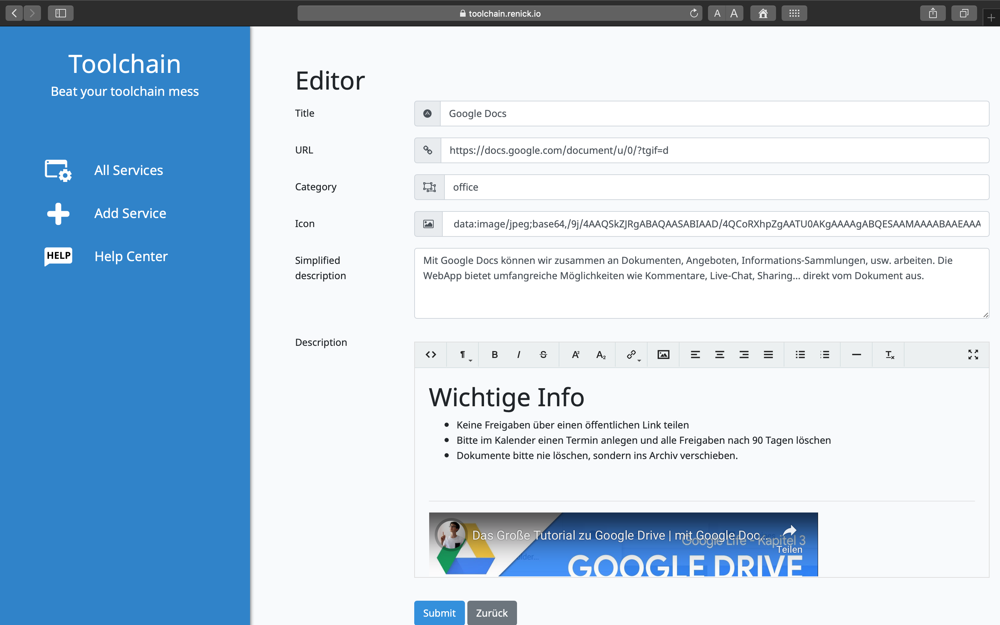 toolchain.renick.io
A A
Toolchain
Beat your toolchain mess
All Services
Add Service
HELP Help Center
Editor
Title
Google Docs
URL
https://docs.google.com/document/u/0/?tgif=d
Category
office
Icon
data:image/jpeg;base64,/9j/4AAQSkZJRgABAQAASABIAAD/4QCoRXhpZgAATU0AKgAAAAgABQESAAMAAAABAAEAAA
Simplified
description
Mit Google Docs können wir zusammen an Dokumenten, Angeboten, Informations-Sammlungen, usw. arbeiten. Die
WebApp bietet umfangreiche Möglichkeiten wie Kommentare, Live-Chat, Sharing... direkt vom Dokument aus.
Description
B I S A² A₂
Wichtige Info
Keine Freigaben über einen öffentlichen Link teilen
Bitte im Kalender einen Termin anlegen und alle Freigaben nach 90 Tagen löschen
Dokumente bitte nie löschen, sondern ins Archiv verschieben.
Das Große Tutorial zu Google Drive | mit Google Doc...
Google Life - Kapitel 3
Teilen
GOOGLE DRIVE
Submit Zurück